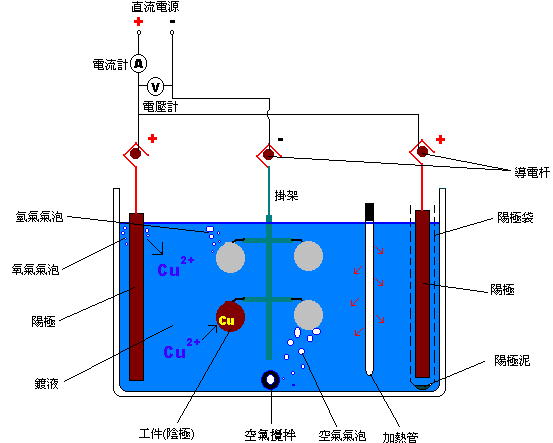 直流電源
+ -
電流計 A
V
電壓計
+ - +
導電杆
掛架
氫氣氣泡
陽極袋
氧氣氣泡
Cu2+
陽極
陽極
Cu
Cu2+
陽極泥
鍍液
-
工件(陰極)
空氣攪拌
空氣氣泡
加熱管